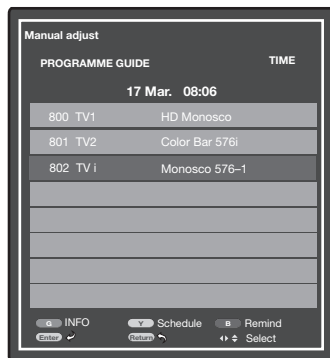 Manual adjust
PROGRAMME GUIDE TIME
17 Mar. 08:06
800 TV1 HD Monosco
801 TV2 Color Bar 576i
802 TV i Monosco 576–1
G INFO Y Schedule B Remind
Enter Return Select